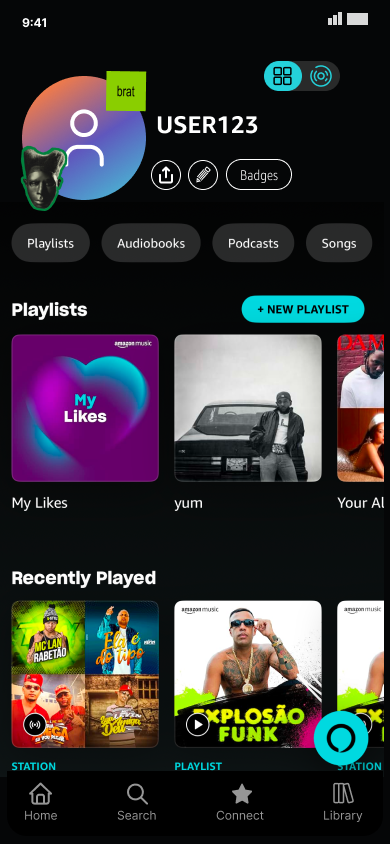 9:41
brat
USER123
Badges
Playlists
Audiobooks
Podcasts
Songs
Playlists
+ NEW PLAYLIST
amazon music
My
Likes
My Likes
yum
Your Al
Recently Played
MC LAN
RABETÃO
Ela é
do tipo
amazon music
EXPLOSÃO
FUNK
amazon mus
STATION
PLAYLIST
STATION
Home
Search
Connect
Library